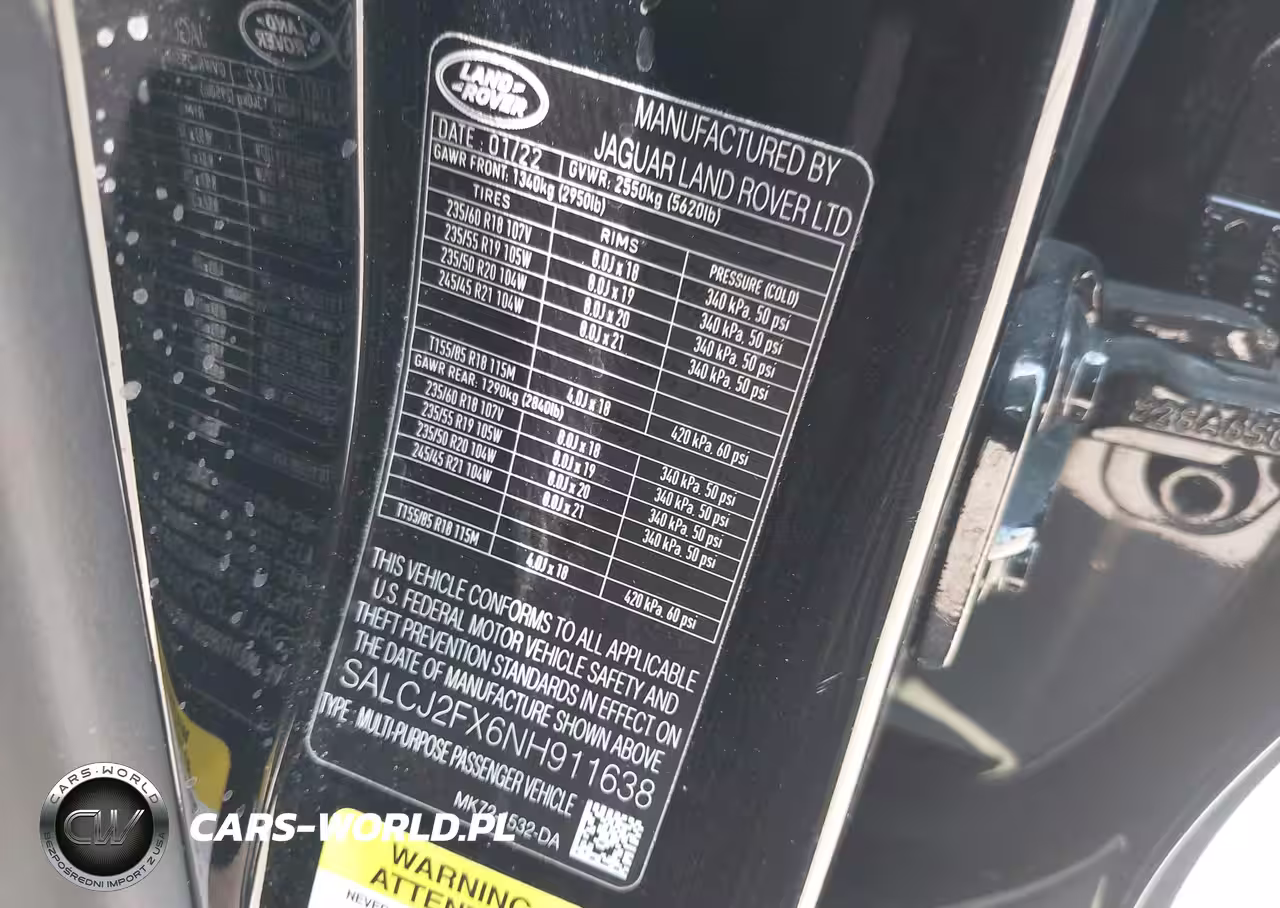 LAND ROVER
MANUFACTURED BY
JAGUAR LAND ROVER LTD
DATE : 01/22 GVWR: 2550kg (5620lb)
GAWR FRONT: 1340kg (2950lb)
TIRES RIMS PRESSURE (COLD)
235/60 R18 107V 8.0J x 18 340 kPa. 50 psi
235/55 R19 105W 8.0J x 19 340 kPa. 50 psi
235/50 R20 104W 8.0J x 20 340 kPa. 50 psi
245/45 R21 104W 8.0J x 21 340 kPa. 50 psi
T155/85 R18 115M 4.0J x 18 420 kPa. 60 psi
GAWR REAR: 1290kg (2840lb)
235/60 R18 107V 8.0J x 18 340 kPa. 50 psi
235/55 R19 105W 8.0J x 19 340 kPa. 50 psi
235/50 R20 104W 8.0J x 20 340 kPa. 50 psi
245/45 R21 104W 8.0J x 21 340 kPa. 50 psi
T155/85 R18 115M 4.0J x 18 420 kPa. 60 psi
THIS VEHICLE CONFORMS TO ALL APPLICABLE
U.S. FEDERAL MOTOR VEHICLE SAFETY AND
THEFT PREVENTION STANDARDS IN EFFECT ON
THE DATE OF MANUFACTURE SHOWN ABOVE
SALCJ2FX6NH911638
TYPE : MULTI-PURPOSE PASSENGER VEHICLE
WARNING
CARS-WORLD
CW
BEZPOŚREDNI IMPORT Z USA
CARS-WORLD.PL